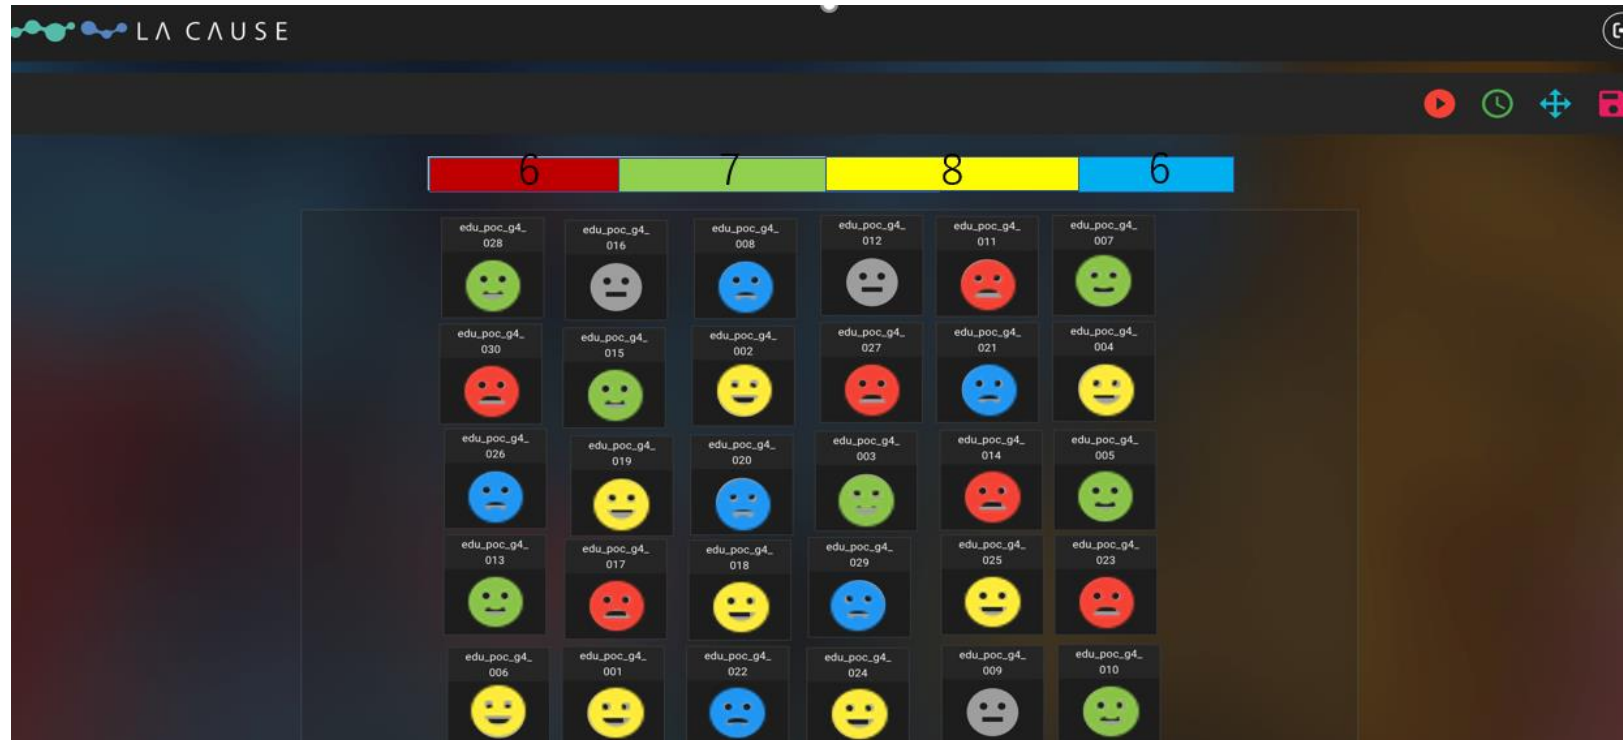 LA CAUSE
6 7 8 6
edu_poc_g4_
028
edu_poc_g4_
016
edu_poc_g4_
008
edu_poc_g4_
012
edu_poc_g4_
011
edu_poc_g4_
007
edu_poc_g4_
030
edu_poc_g4_
015
edu_poc_g4_
002
edu_poc_g4_
027
edu_poc_g4_
021
edu_poc_g4_
004
edu_poc_g4_
026
edu_poc_g4_
019
edu_poc_g4_
020
edu_poc_g4_
003
edu_poc_g4_
014
edu_poc_g4_
005
edu_poc_g4_
013
edu_poc_g4_
017
edu_poc_g4_
018
edu_poc_g4_
029
edu_poc_g4_
025
edu_poc_g4_
023
edu_poc_g4_
006
edu_poc_g4_
001
edu_poc_g4_
022
edu_poc_g4_
024
edu_poc_g4_
009
edu_poc_g4_
010